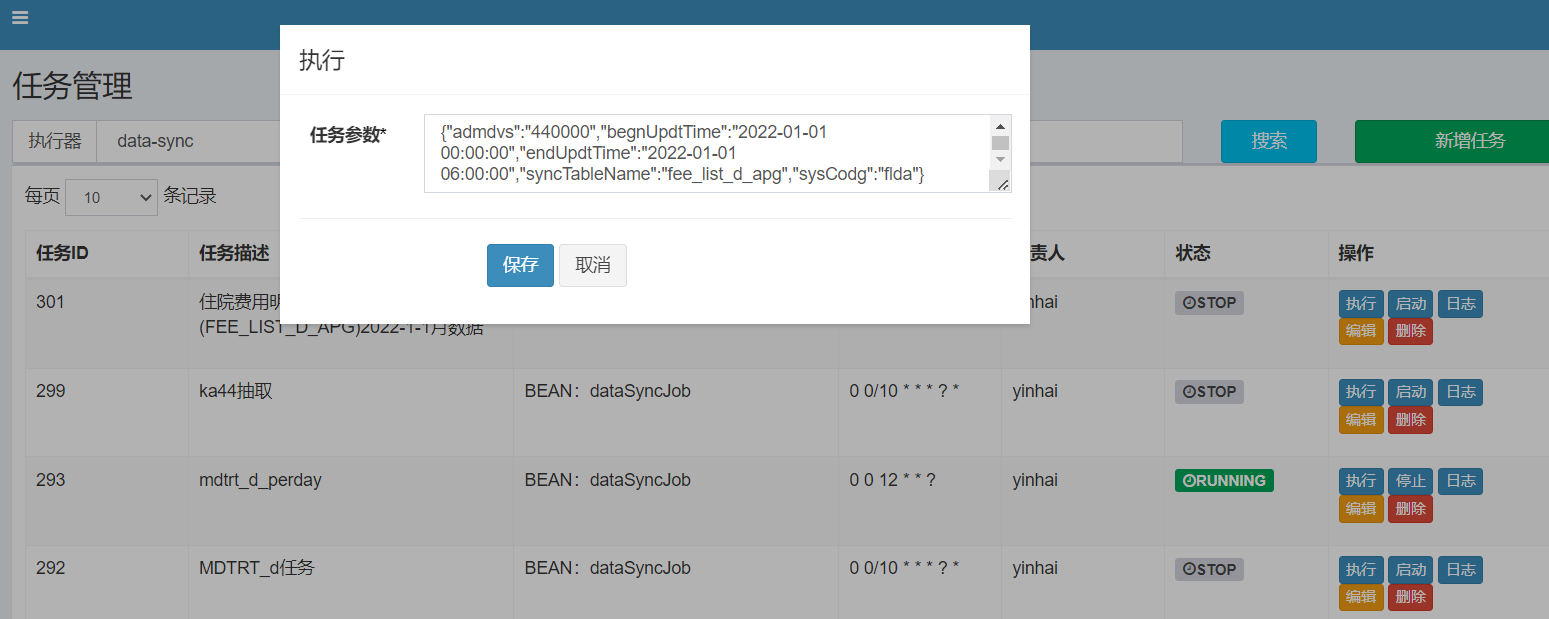 执行
任务管理
任务参数*
{"admdvs":"440000","begnUpdtTime":"2022-01-01
00:00:00","endUpdtTime":"2022-01-01
06:00:00","syncTableName":"fee_list_d_apg","sysCodg":"flda"}
执行器 data-sync 搜索 新增任务
每页 10 条记录
保存 取消
任务ID 任务描述 责人 状态 操作
301 住院费用明 nhai STOP 执行 启动 日志
(FEE_LIST_D_APG)2022-1-1月数据 编辑 删除
299 ka44抽取 BEAN：dataSyncJob 0 0/10 * * * ? * yinhai STOP 执行 启动 日志
编辑 删除
293 mdtrt_d_perday BEAN：dataSyncJob 0 0 12 * * ? yinhai RUNNING 执行 停止 日志
编辑 删除
292 MDTRT_d任务 BEAN：dataSyncJob 0 0/10 * * * ? * yinhai STOP 执行 启动 日志
编辑 删除